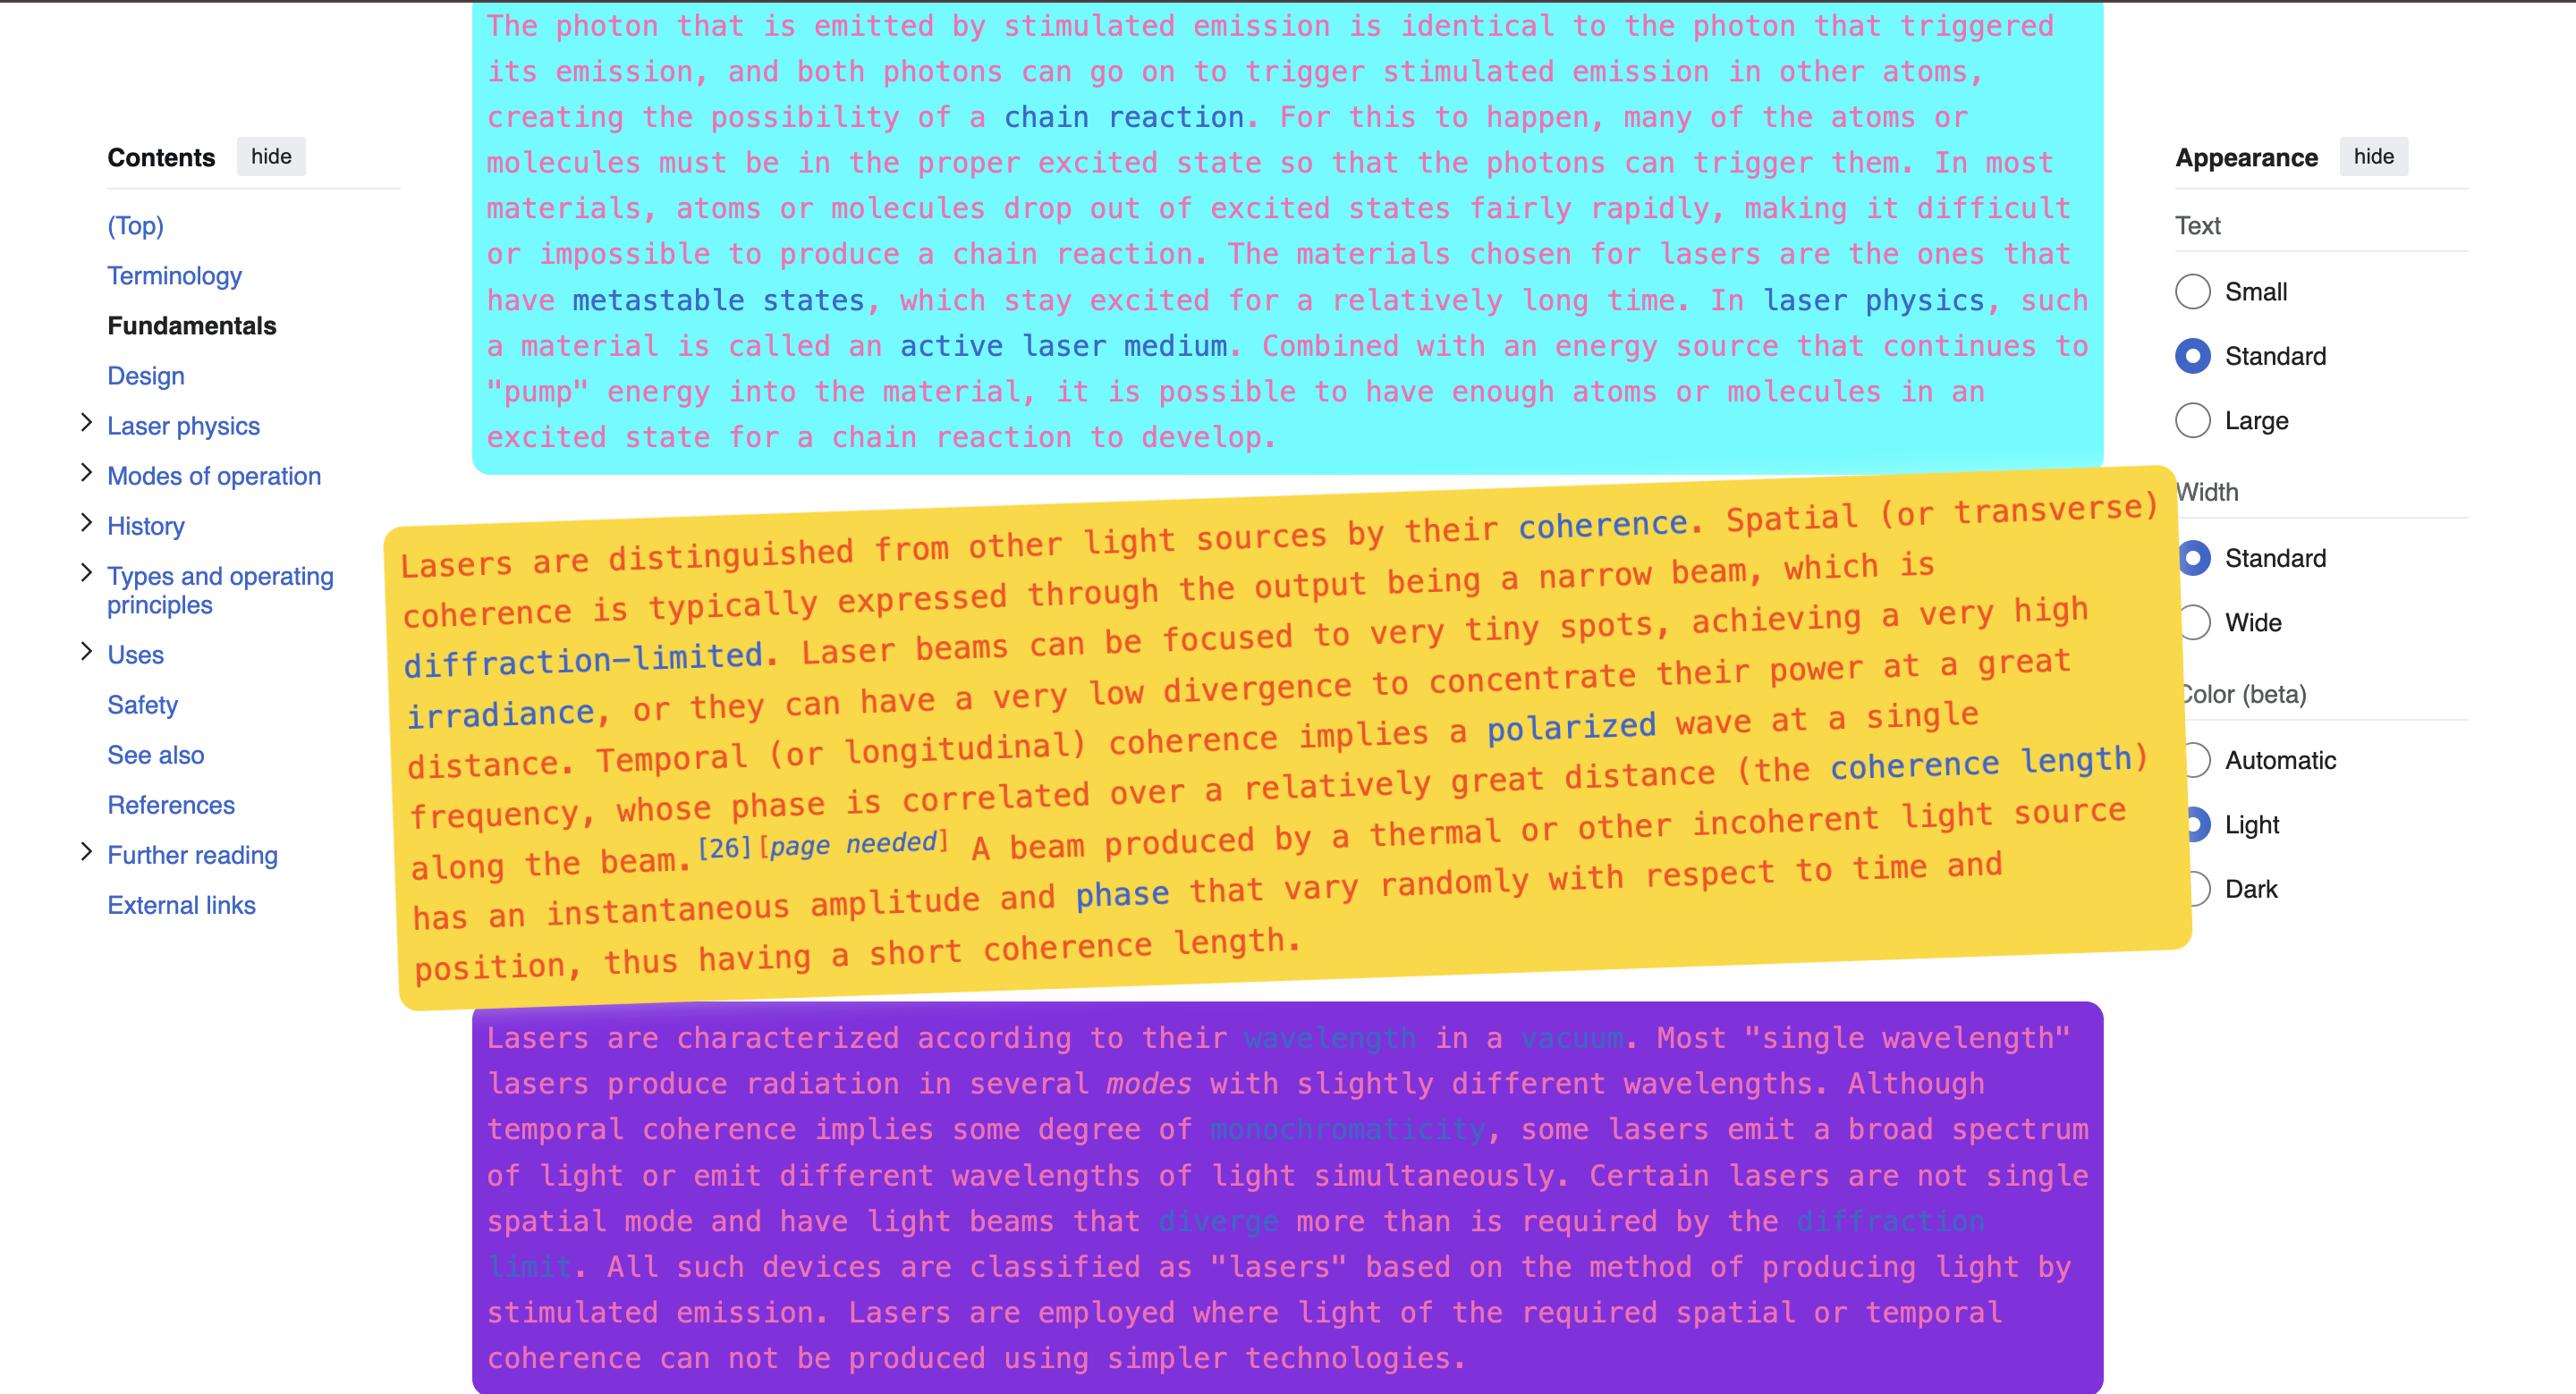 Contents hide
(Top)
Terminology
Fundamentals
Design
Laser physics
Modes of operation
History
Types and operating
principles
Uses
Safety
See also
References
Further reading
External links
The photon that is emitted by stimulated emission is identical to the photon that triggered
its emission, and both photons can go on to trigger stimulated emission in other atoms,
creating the possibility of a chain reaction. For this to happen, many of the atoms or
molecules must be in the proper excited state so that the photons can trigger them. In most
materials, atoms or molecules drop out of excited states fairly rapidly, making it difficult
or impossible to produce a chain reaction. The materials chosen for lasers are the ones that
have metastable states, which stay excited for a relatively long time. In laser physics, such
a material is called an active laser medium. Combined with an energy source that continues to
"pump" energy into the material, it is possible to have enough atoms or molecules in an
excited state for a chain reaction to develop.
Lasers are distinguished from other light sources by their coherence. Spatial (or transverse)
coherence is typically expressed through the output being a narrow beam, which is
diffraction-limited. Laser beams can be focused to very tiny spots, achieving a very high
irradiance, or they can have a very low divergence to concentrate their power at a great
distance. Temporal (or longitudinal) coherence implies a polarized wave at a single
frequency, whose phase is correlated over a relatively great distance (the coherence length)
along the beam.[26][page needed] A beam produced by a thermal or other incoherent light source
has an instantaneous amplitude and phase that vary randomly with respect to time and
position, thus having a short coherence length.
Lasers are characterized according to their wavelength in a vacuum. Most "single wavelength"
lasers produce radiation in several modes with slightly different wavelengths. Although
temporal coherence implies some degree of monochromaticity, some lasers emit a broad spectrum
of light or emit different wavelengths of light simultaneously. Certain lasers are not single
spatial mode and have light beams that diverge more than is required by the diffraction
limit. All such devices are classified as "lasers" based on the method of producing light by
stimulated emission. Lasers are employed where light of the required spatial or temporal
coherence can not be produced using simpler technologies.
Appearance hide
Text
Small
Standard
Large
Width
Standard
Wide
Color (beta)
Automatic
Light
Dark